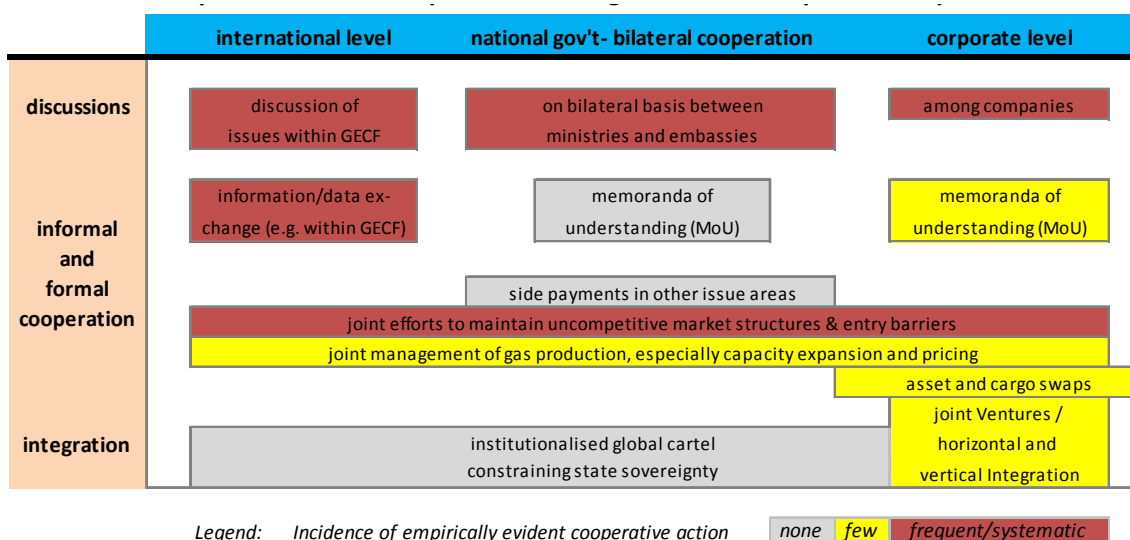 international level national gov't- bilateral cooperation corporate level
discussions
discussion of
issues within GECF
on bilateral basis between
ministries and embassies
among companies
informal
and
formal
cooperation
information/data ex-
change (e.g. within GECF)
memoranda of
understanding (MoU)
memoranda of
understanding (MoU)
side payments in other issue areas
joint efforts to maintain uncompetitive market structures & entry barriers
joint management of gas production, especially capacity expansion and pricing
asset and cargo swaps
integration
institutionalised global cartel
constraining state sovereignty
joint Ventures /
horizontal and
vertical Integration
Legend: Incidence of empirically evident cooperative action none few frequent/systematic